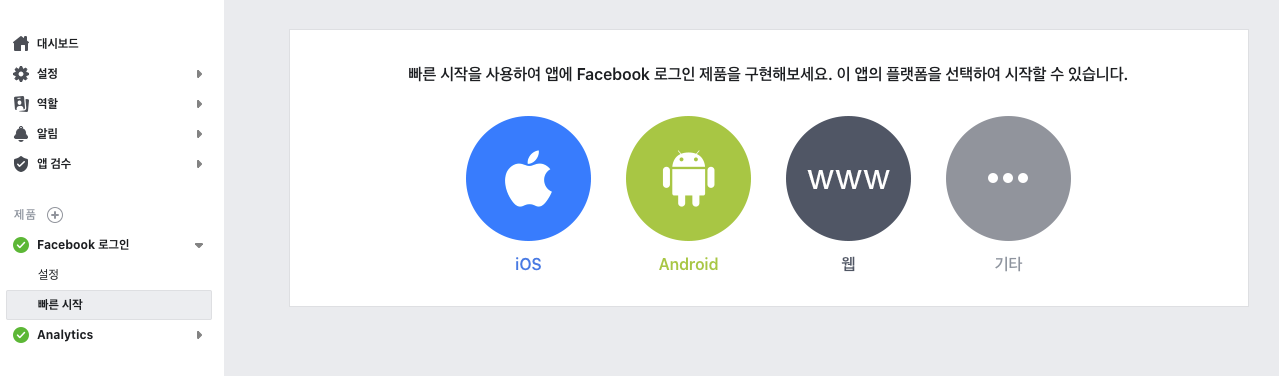 대시보드
설정
역할
알림
앱 검수
제품
Facebook 로그인
설정
빠른 시작
Analytics
빠른 시작을 사용하여 앱에 Facebook 로그인 제품을 구현해보세요. 이 앱의 플랫폼을 선택하여 시작할 수 있습니다.
www
iOS
Android
웹
기타